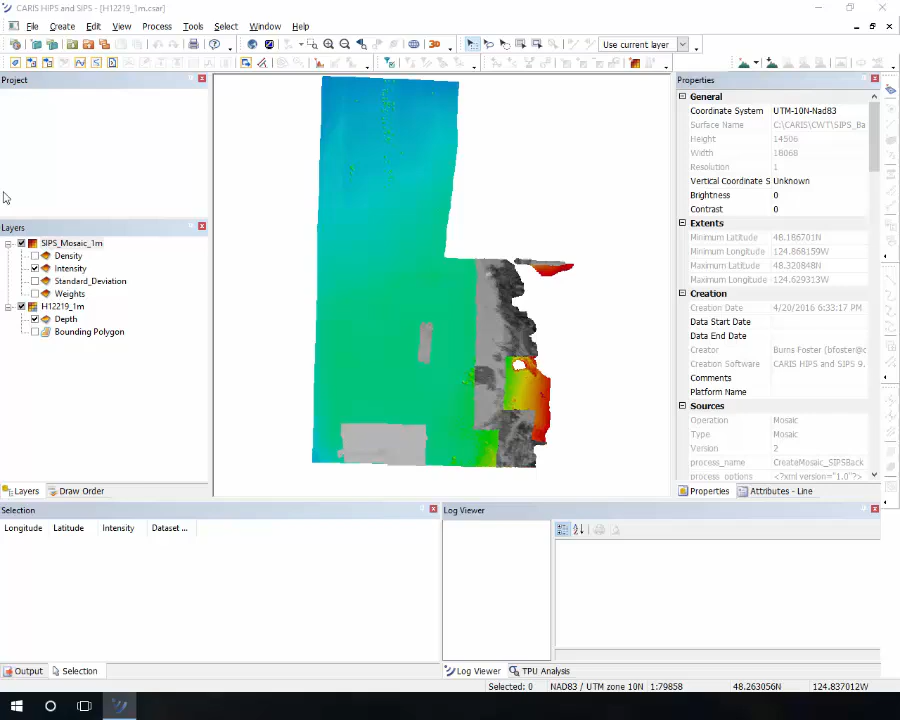 CARIS HIPS and SIPS - [H12219_1m.csar]
File Create Edit View Process Tools Select Window Help
3D Use current layer
Project
Layers
SIPS_Mosaic_1m
Density
Intensity
Standard_Deviation
Weights
H12219_1m
Depth
Bounding Polygon
Layers Draw Order
Properties
General
Coordinate System UTM-10N-Nad83
Surface Name C:\CARIS\CWT\SIPS_Ba
Height 14506
Width 18068
Resolution 1
Vertical Coordinate S Unknown
Brightness 0
Contrast 0
Extents
Minimum Latitude 48.186701N
Minimum Longitude 124.868159W
Maximum Latitude 48.320848N
Maximum Longitude 124.629313W
Creation
Creation Date 4/20/2016 6:33:17 PM
Data Start Date
Data End Date
Creator Burns Foster (bfoster@c
Creation Software CARIS HIPS and SIPS 9.
Comments
Platform Name
Sources
Operation Mosaic
Type Mosaic
Version 2
process_name CreateMosaic_SIPSBack
process_options <?xml version="1.0"?>
Properties Attributes - Line
Selection
Longitude Latitude Intensity Dataset ...
Output Selection
Log Viewer
Log Viewer TPU Analysis
Selected: 0 NAD83 / UTM zone 10N 1:79858 48.263056N 124.837012W